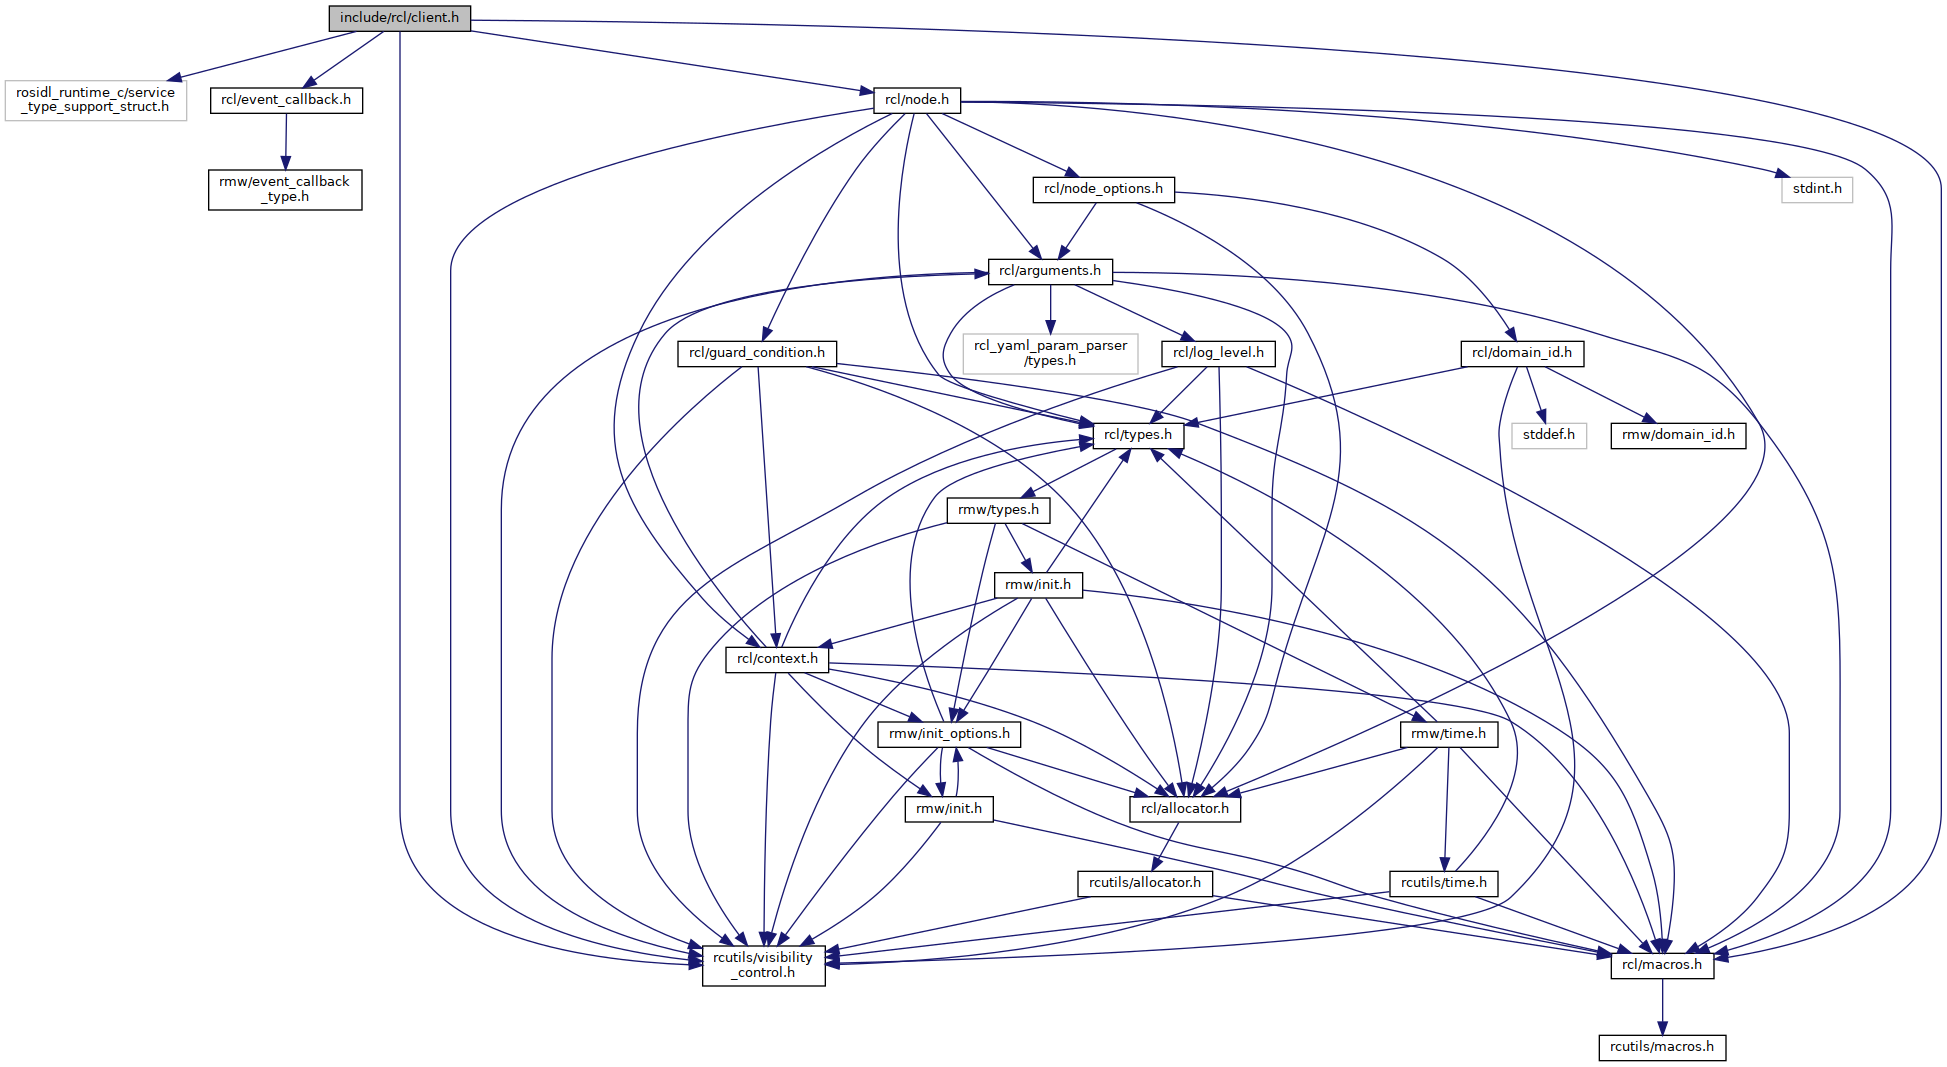 include/rcl/client.h
rosidl_runtime_c/service
_type_support_struct.h
rcl/event_callback.h
rcl/node.h
rmw/event_callback
_type.h
rcl/node_options.h
stdint.h
rcl/arguments.h
rcl/guard_condition.h
rcl_yaml_param_parser
/types.h
rcl/log_level.h
rcl/domain_id.h
rcl/types.h
stddef.h
rmw/domain_id.h
rmw/types.h
rmw/init.h
rcl/context.h
rmw/init_options.h
rmw/time.h
rmw/init.h
rcl/allocator.h
rcutils/allocator.h
rcutils/time.h
rcutils/visibility
_control.h
rcl/macros.h
rcutils/macros.h